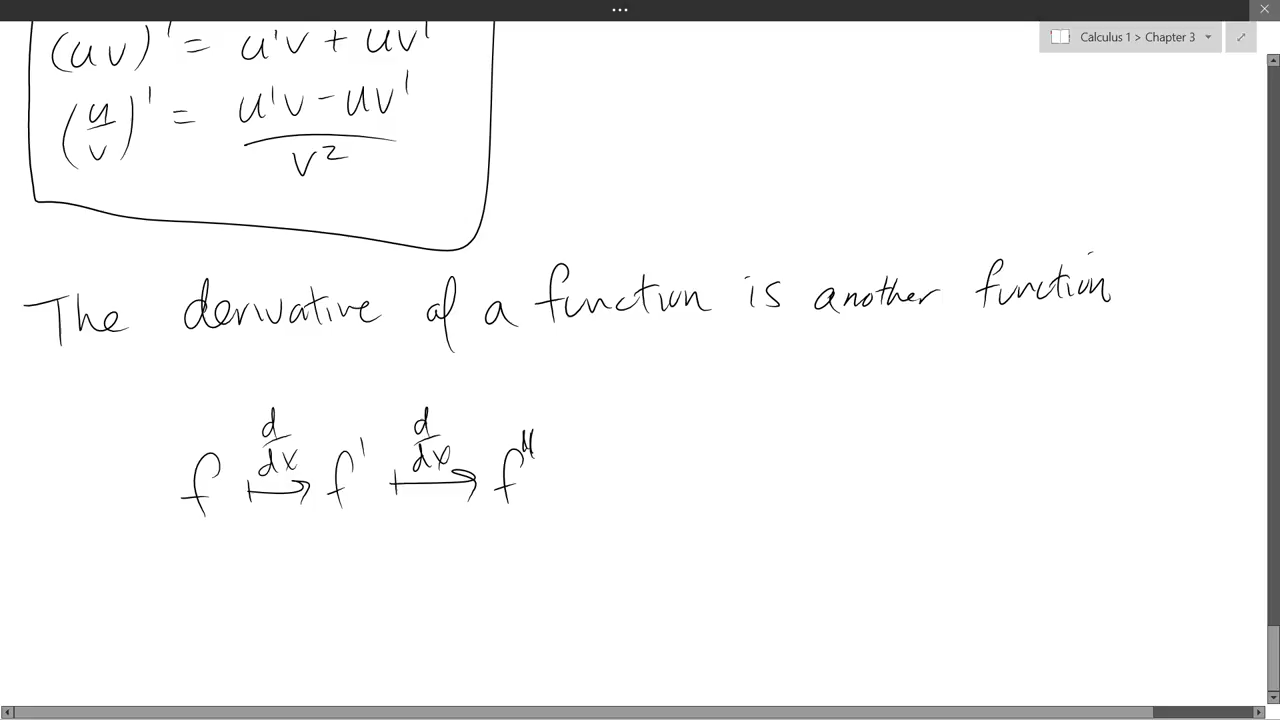 ...
Calculus 1 > Chapter 3
(uv)' = u'v + uv'
(u/v)' = u'v - uv' / v²
The derivative of a function is another function
f d/dx ↦ f' d/dx ↦ f''